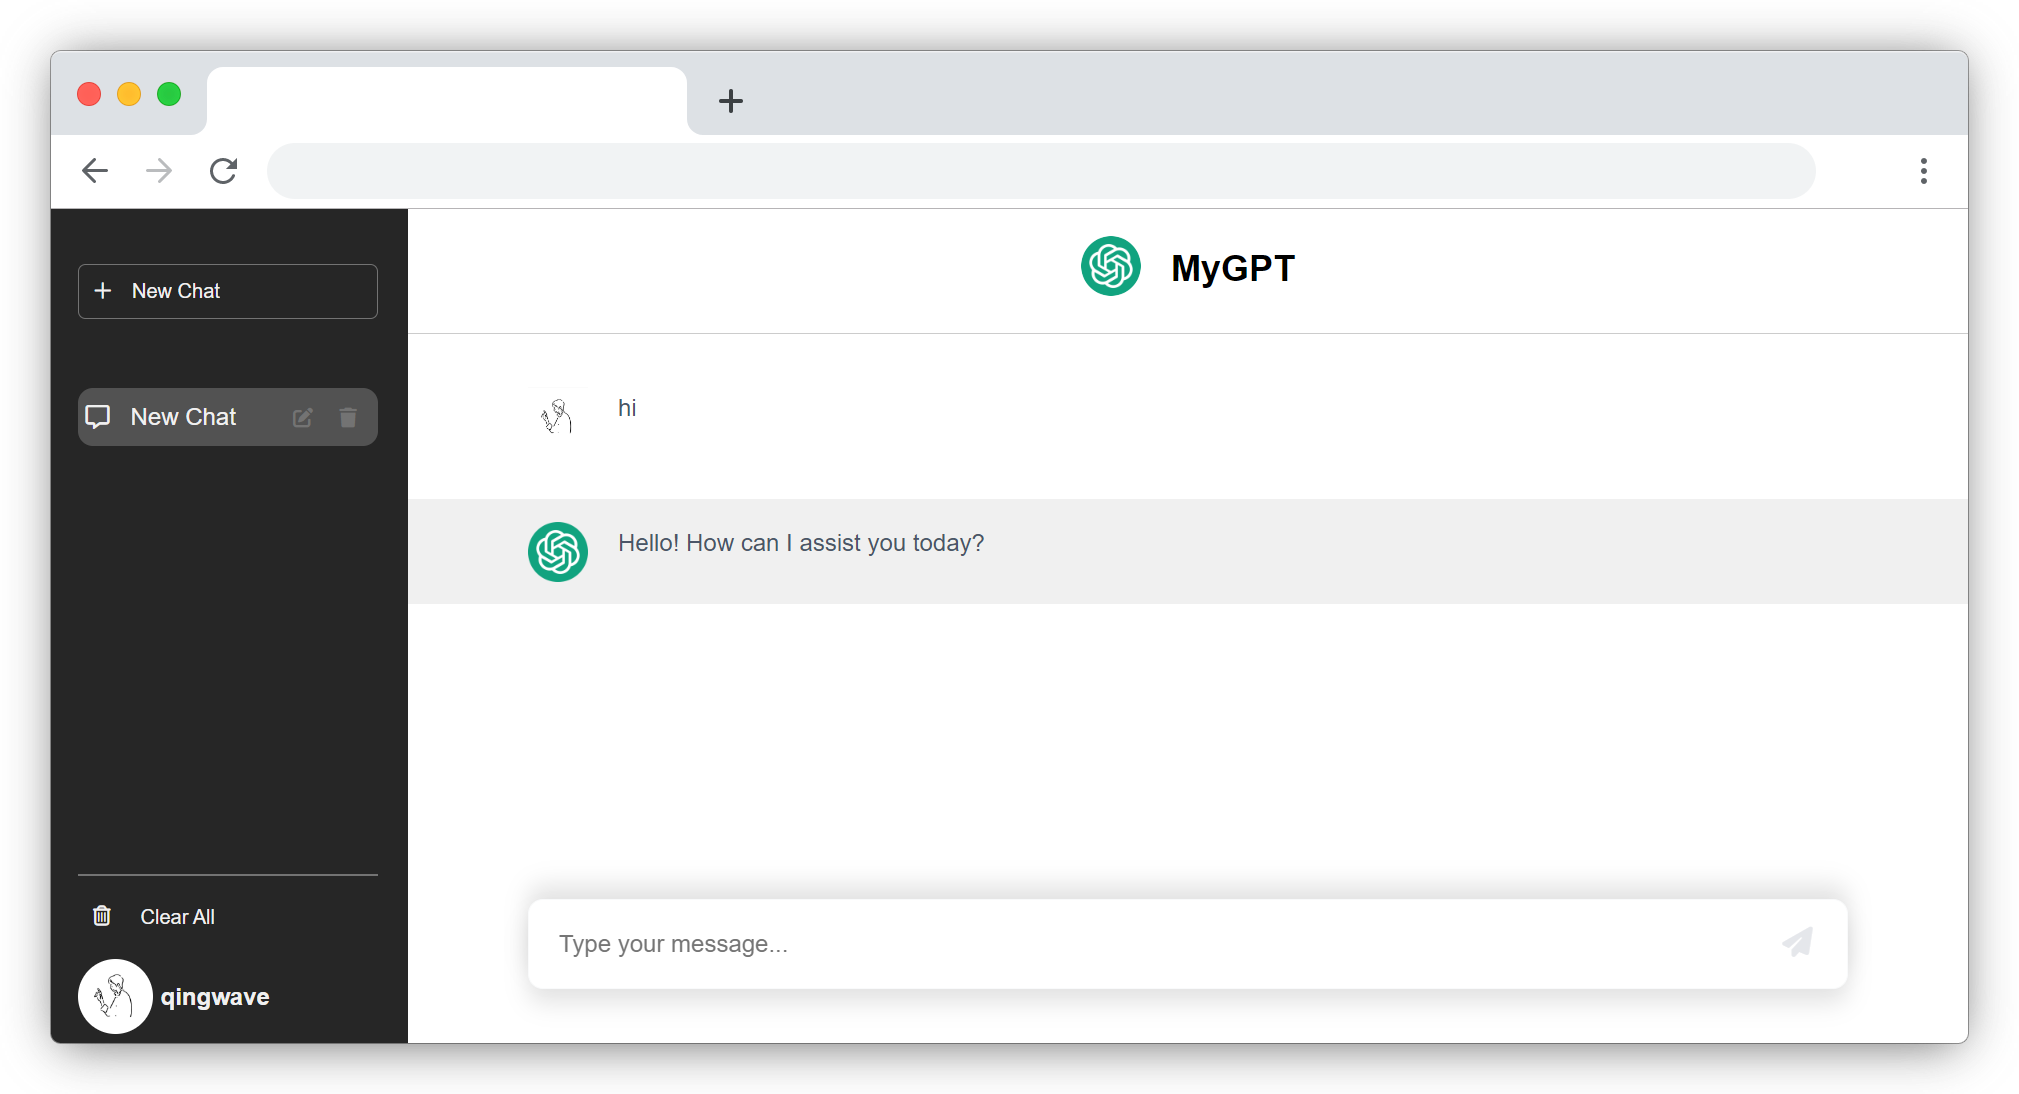 New Chat
New Chat
Clear All
qingwave
MyGPT
hi
Hello! How can I assist you today?
Type your message...